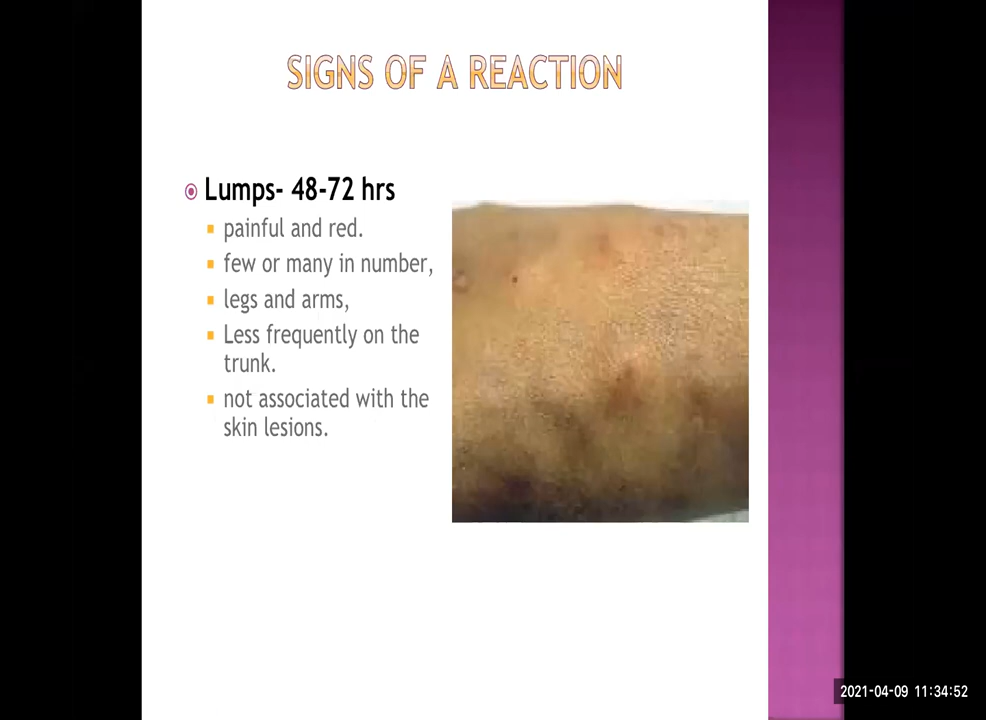 SIGNS OF A REACTION
Lumps- 48-72 hrs
painful and red.
few or many in number,
legs and arms,
Less frequently on the
trunk.
not associated with the
skin lesions.
2021-04-09 11:34:52